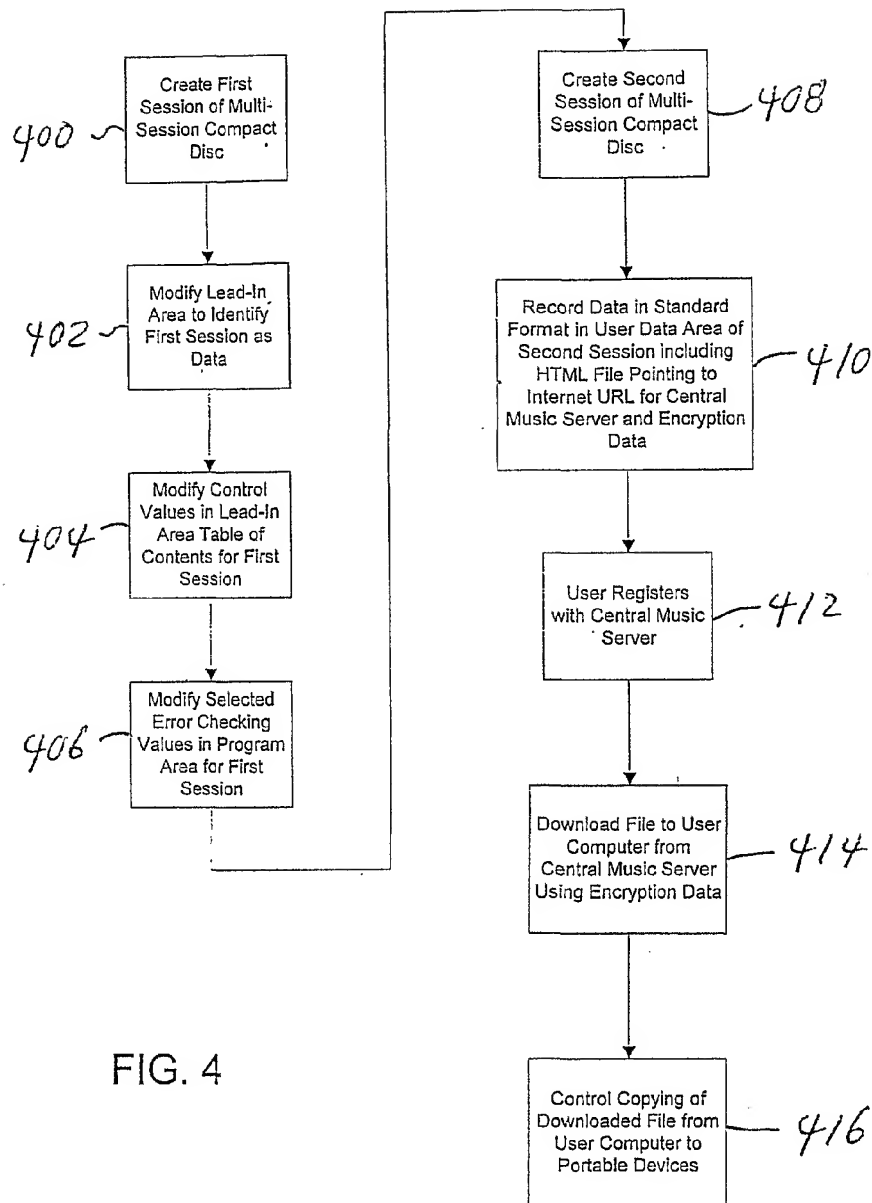 400
Create First
Session of Multi-
Session Compact
Disc
402
Modify Lead-In
Area to Identify
First Session as
Data
404
Modify Control
Values in Lead-In
Area Table of
Contents for First
Session
406
Modify Selected
Error Checking
Values in Program
Area for First
Session
Create Second
Session of Multi-
Session Compact
Disc
408
Record Data in Standard
Format in User Data Area of
Second Session including
HTML File Pointing to
Internet URL for Central
Music Server and Encryption
Data
410
User Registers
with Central Music
Server
412
Download File to User
Computer from
Central Music Server
Using Encryption Data
414
Control Copying of
Downloaded File from
User Computer to
Portable Devices
416
FIG. 4